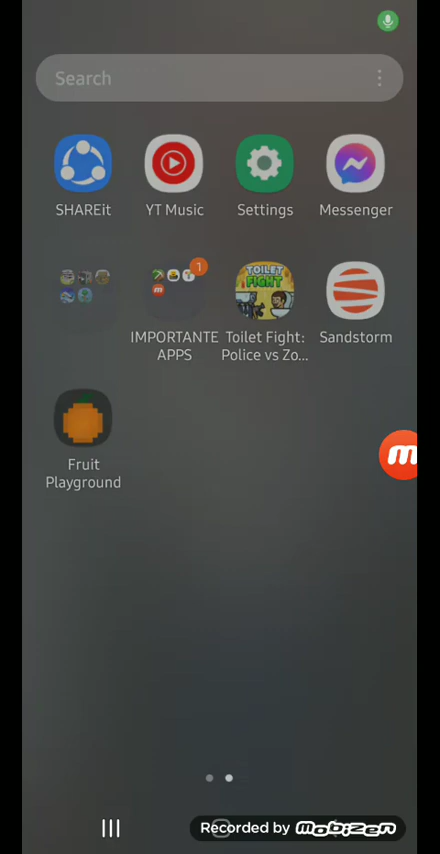 Search
SHAREit
YT Music
Settings
Messenger
1
TOILET
FIGHT
IMPORTANTE
APPS
Toilet Fight:
Police vs Zo...
Sandstorm
m
Fruit
Playground
Recorded by mobizen